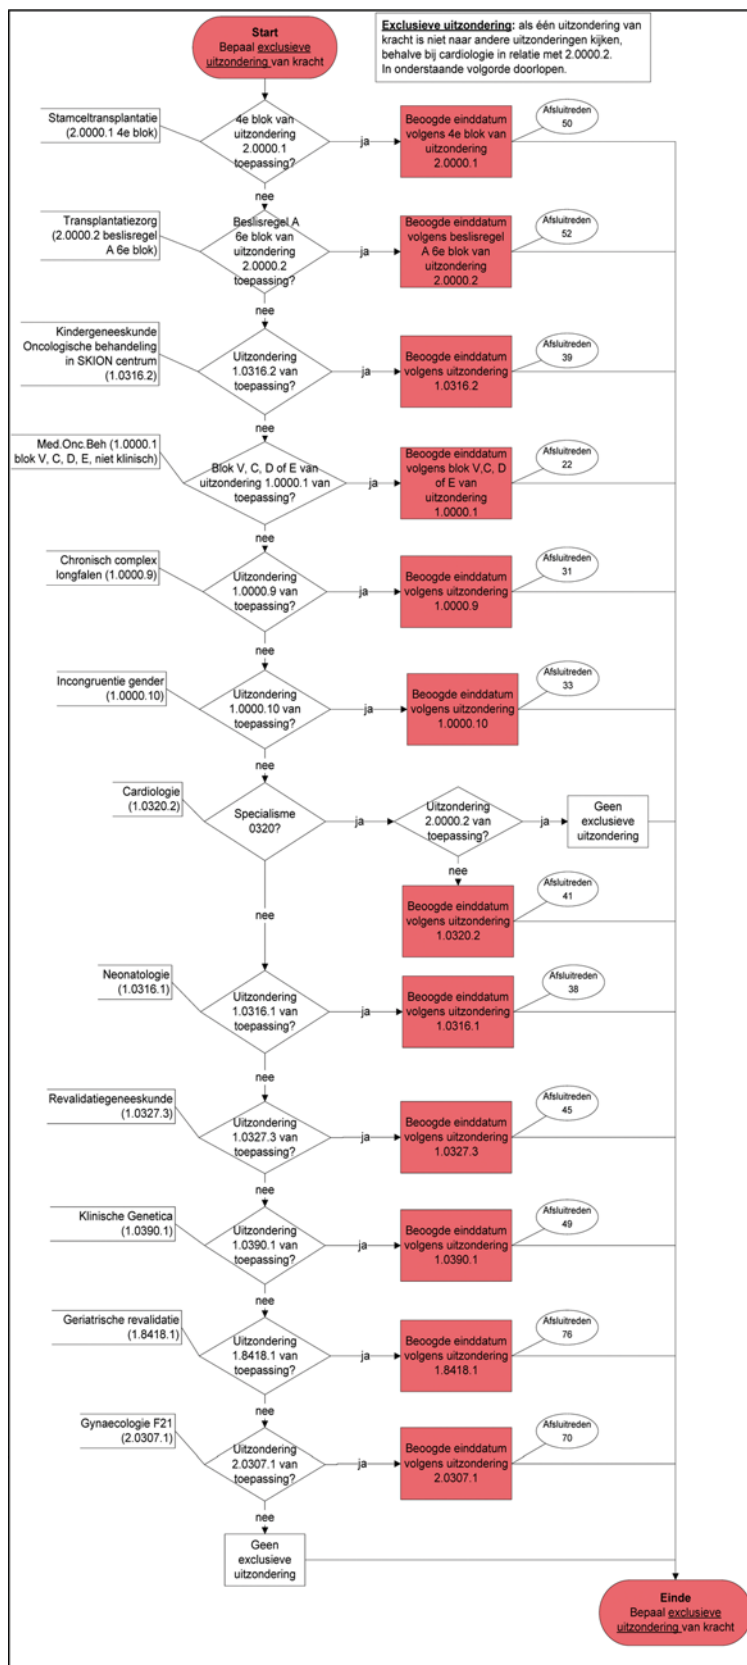 Start
Bepaal exclusieve
uitzondering van kracht
Exclusieve uitzondering: als één uitzondering van
kracht is niet naar andere uitzonderingen kijken,
behalve bij cardiologie in relatie met 2.0000.2.
In onderstaande volgorde doorlopen.
Stamceltransplantatie
(2.0000.1 4e blok)
4e blok van
uitzondering
2.0000.1
toepassing?
ja
Beoogde einddatum
volgens 4e blok van
uitzondering
2.0000.1
Afsluitreden
50
nee
Transplantatiezorg
(2.0000.2 beslisregel
A 6e blok)
Beslisregel A
6e blok van
uitzondering
2.0000.2
toepassing?
ja
Beoogde einddatum
volgens beslisregel
A 6e blok van
uitzondering
2.0000.2
Afsluitreden
52
nee
Kindergeneeskunde
Oncologische behandeling
in SKION centrum
(1.0316.2)
Uitzondering
1.0316.2 van
toepassing?
ja
Beoogde einddatum
volgens uitzondering
1.0316.2
Afsluitreden
39
nee
Med.Onc.Beh (1.0000.1
blok V, C, D, E, niet klinisch)
Blok V, C, D of E van
uitzondering 1.0000.1 van
toepassing?
ja
Beoogde einddatum
volgens blok V,C, D
of E van
uitzondering
1.0000.1
Afsluitreden
22
nee
Chronisch complex
longfalen (1.0000.9)
Uitzondering
1.0000.9 van
toepassing?
ja
Beoogde einddatum
volgens uitzondering
1.0000.9
Afsluitreden
31
nee
Incongruentie gender
(1.0000.10)
Uitzondering
1.0000.10 van
toepassing?
ja
Beoogde einddatum
volgens uitzondering
1.0000.10
Afsluitreden
33
nee
Cardiologie
(1.0320.2)
Specialisme
0320?
ja
Uitzondering
2.0000.2 van
toepassing?
ja
Geen
exclusieve
uitzondering
nee
Beoogde einddatum
volgens uitzondering
1.0320.2
Afsluitreden
41
nee
Neonatologie
(1.0316.1)
Uitzondering
1.0316.1 van
toepassing?
ja
Beoogde einddatum
volgens uitzondering
1.0316.1
Afsluitreden
38
nee
Revalidatiegeneeskunde
(1.0327.3)
Uitzondering
1.0327.3 van
toepassing?
ja
Beoogde einddatum
volgens uitzondering
1.0327.3
Afsluitreden
45
nee
Klinische Genetica
(1.0390.1)
Uitzondering
1.0390.1 van
toepassing?
ja
Beoogde einddatum
volgens uitzondering
1.0390.1
Afsluitreden
49
nee
Geriatrische revalidatie
(1.8418.1)
Uitzondering
1.8418.1 van
toepassing?
ja
Beoogde einddatum
volgens uitzondering
1.8418.1
Afsluitreden
76
nee
Gynaecologie F21
(2.0307.1)
Uitzondering
2.0307.1 van
toepassing?
ja
Beoogde einddatum
volgens uitzondering
2.0307.1
Afsluitreden
70
nee
Geen
exclusieve
uitzondering
Einde
Bepaal exclusieve
uitzondering van kracht